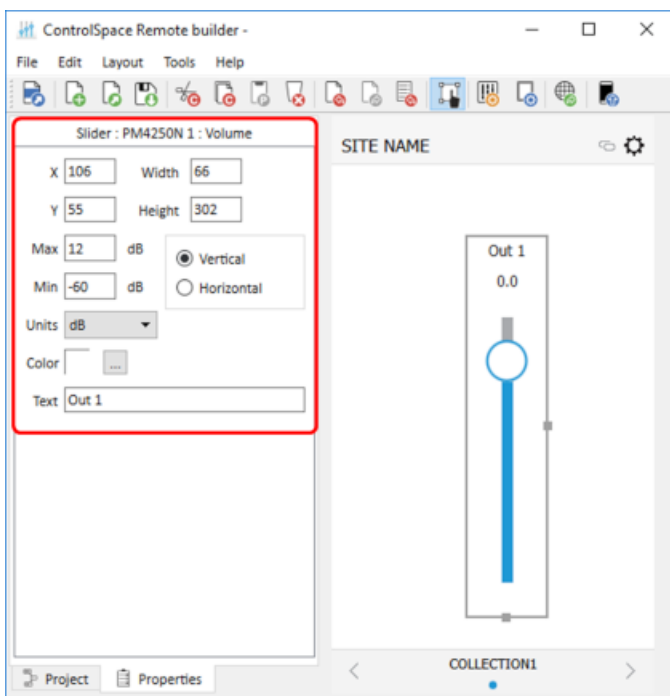 ControlSpace Remote builder -
File Edit Layout Tools Help
Slider : PM4250N 1 : Volume
X 106 Width 66
Y 55 Height 302
Max 12 dB
Vertical
Min -60 dB
Horizontal
Units dB
Color ...
Text Out 1
Project Properties
SITE NAME
Out 1
0.0
COLLECTION1